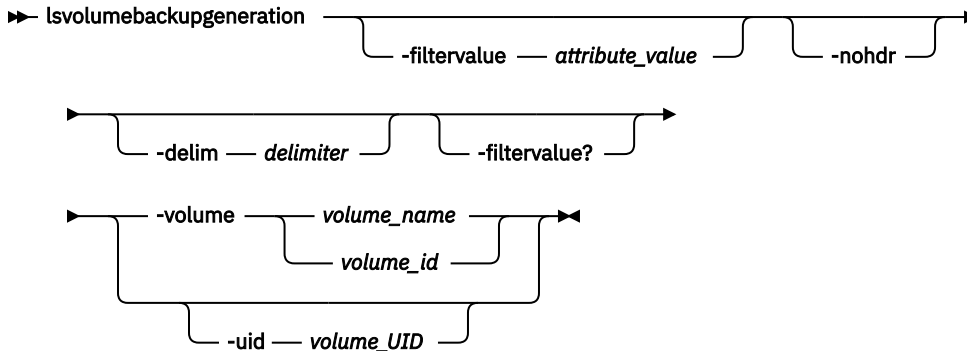 lsvolumebackupgeneration
-filtervalue attribute_value
-nohdr
-delim delimiter
-filtervalue?
-volume volume_name
volume_id
-uid volume_UID